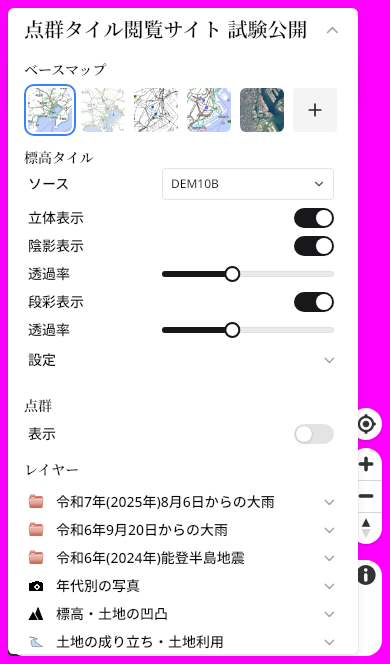 点群タイル閲覧サイト 試験公開
ベースマップ
標高タイル
ソース DEM10B
立体表示
陰影表示
透過率
段彩表示
透過率
設定
点群
表示
レイヤー
令和7年(2025年)8月6日からの大雨
令和6年9月20日からの大雨
令和6年(2024年)能登半島地震
年代別の写真
標高・土地の凹凸
土地の成り立ち・土地利用